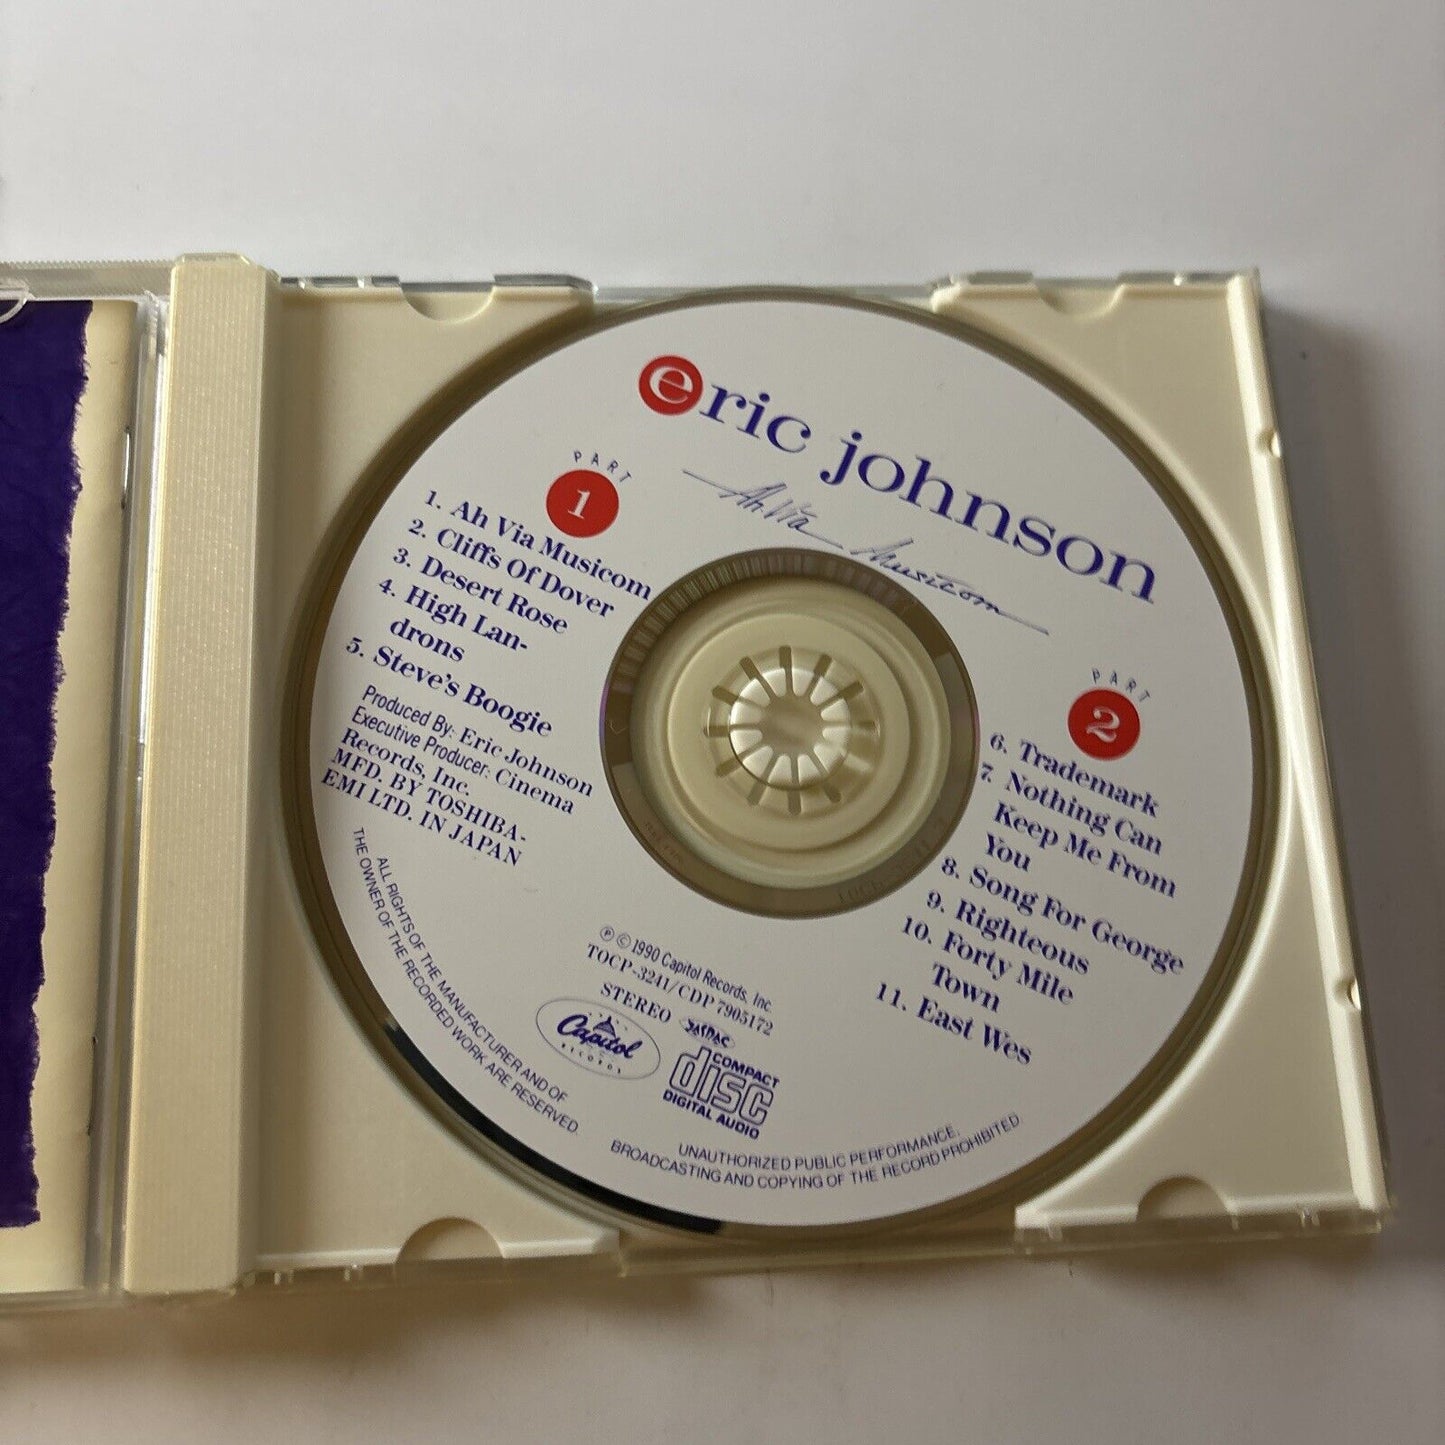 eric johnson
Ah Via Musicom
PART
1
1. Ah Via Musicom
2. Cliffs Of Dover
3. Desert Rose
4. High Lan-
drons
5. Steve's Boogie
Produced By: Eric Johnson
Executive Producer: Cinema
Records, Inc.
MFD. BY TOSHIBA-
EMI LTD. IN JAPAN
PART
2
6. Trademark
7. Nothing Can
Keep Me From
You
8. Song For George
9. Righteous
10. Forty Mile
Town
11. East Wes
℗ © 1990 Capitol Records, Inc.
TOCP-3241/CDP 7905172
STEREO
JASRAC
Capitol
RECORDS
COMPACT
disc
DIGITAL AUDIO
ALL RIGHTS OF THE MANUFACTURER AND OF
THE OWNER OF THE RECORDED WORK ARE RESERVED.
UNAUTHORIZED PUBLIC PERFORMANCE,
BROADCASTING AND COPYING OF THE RECORD PROHIBITED